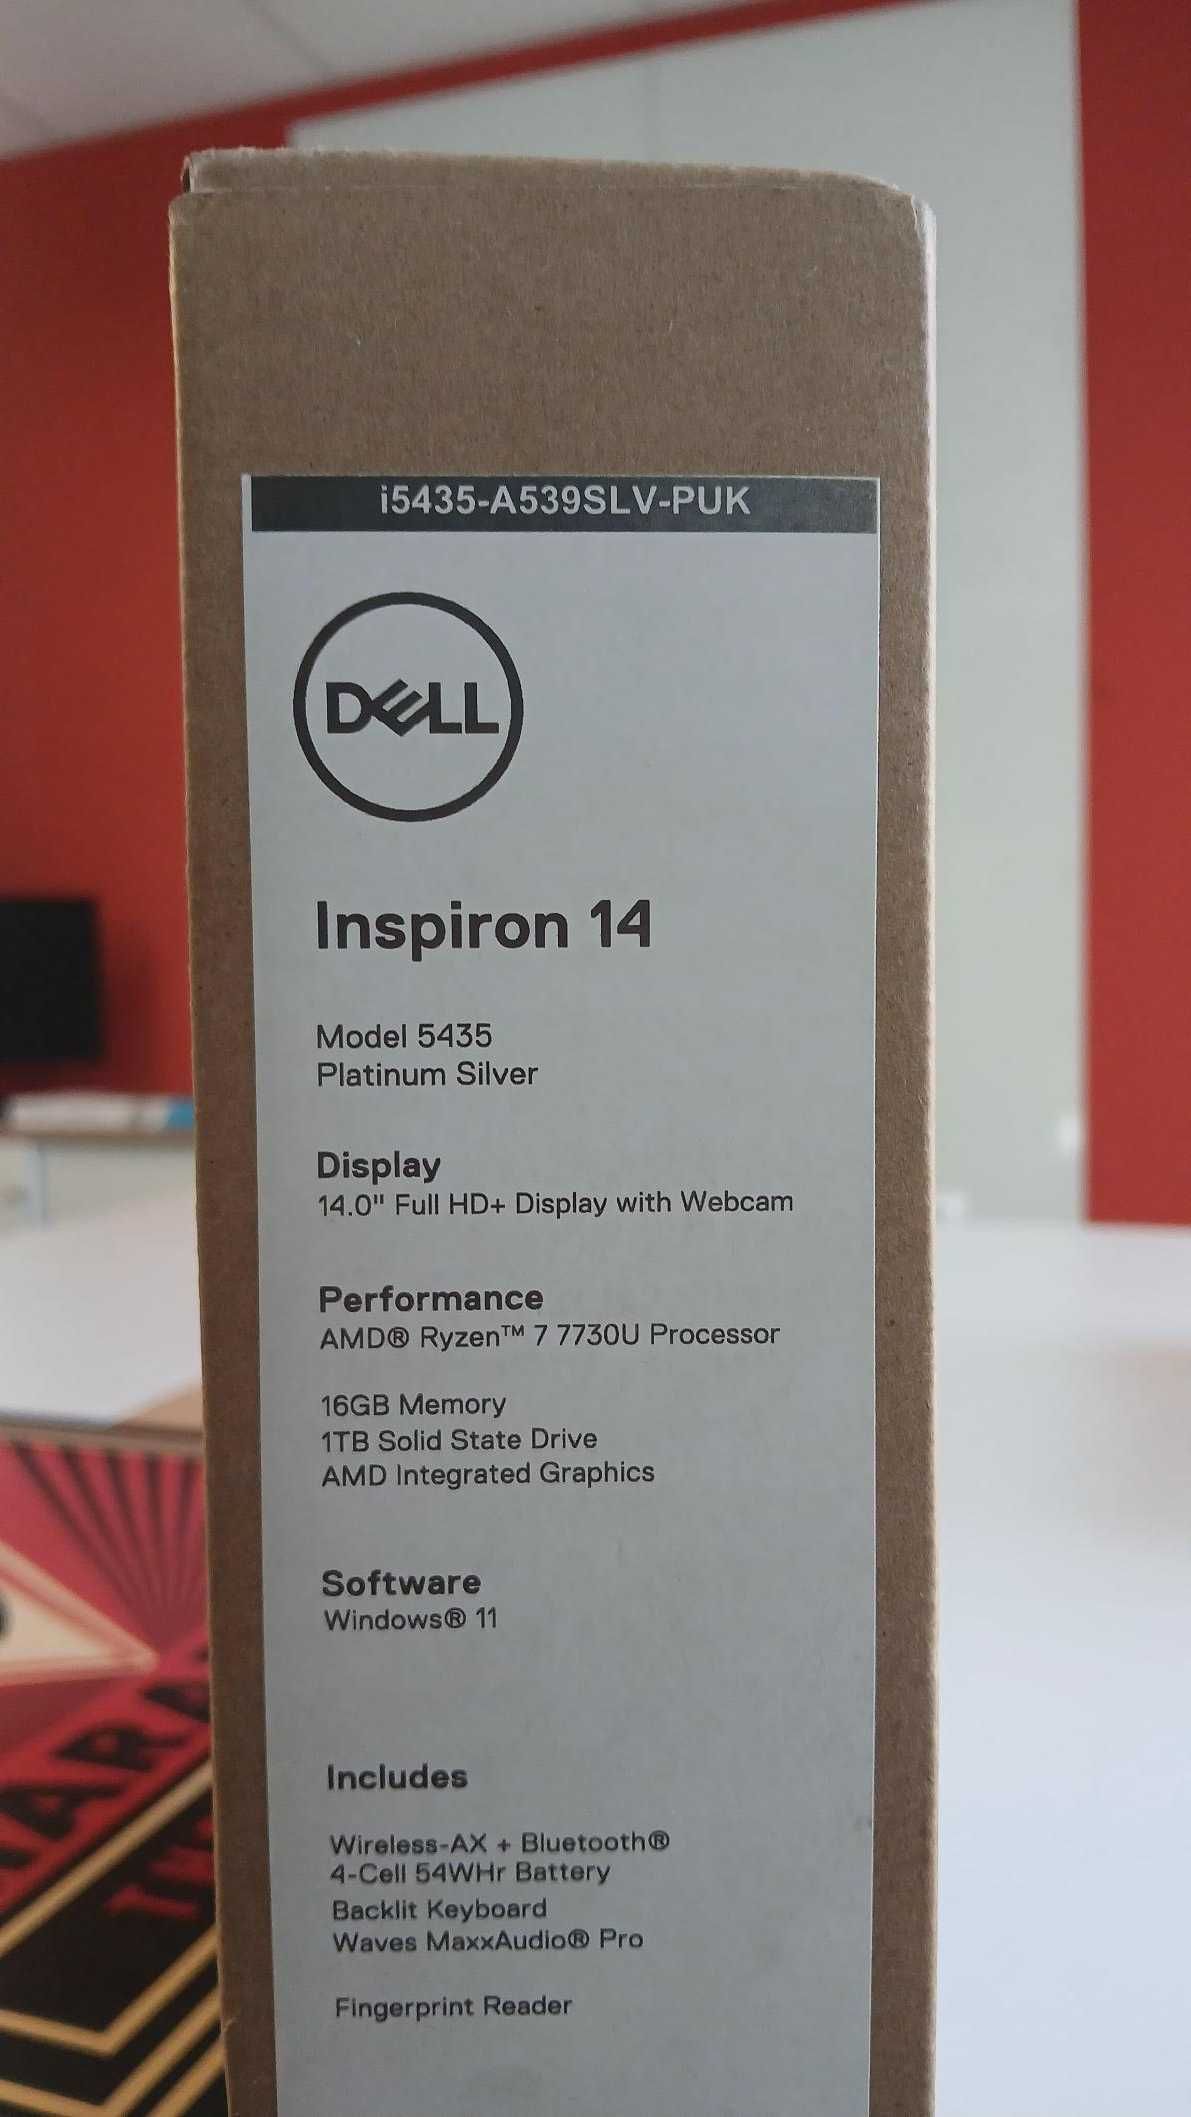 i5435-A539SLV-PUK
DELL
Inspiron 14
Model 5435
Platinum Silver
Display
14.0" Full HD+ Display with Webcam
Performance
AMD® Ryzen™ 7 7730U Processor
16GB Memory
1TB Solid State Drive
AMD Integrated Graphics
Software
Windows® 11
Includes
Wireless-AX + Bluetooth®
4-Cell 54WHr Battery
Backlit Keyboard
Waves MaxxAudio® Pro
Fingerprint Reader